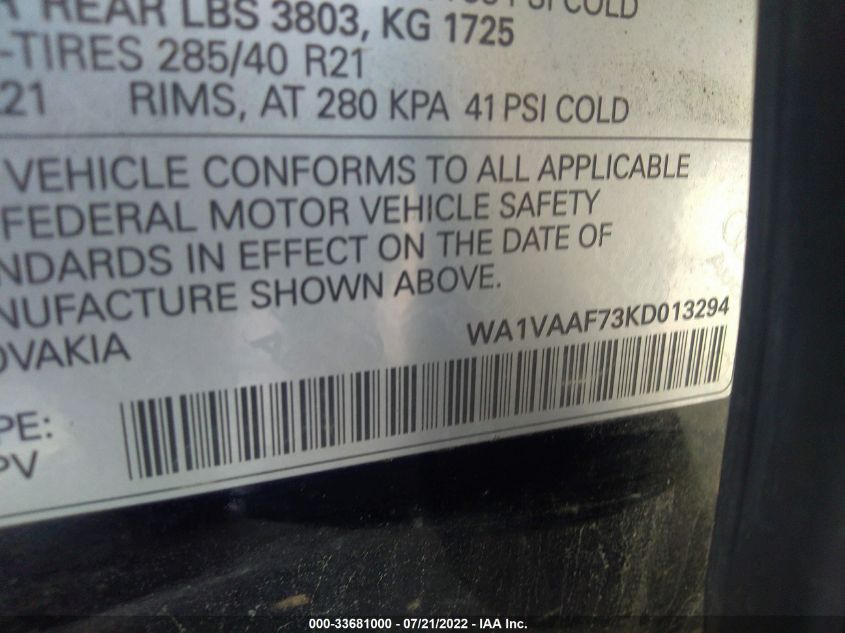 REAR LBS 3803, KG 1725
-TIRES 285/40 R21
21 RIMS, AT 280 KPA 41 PSI COLD
VEHICLE CONFORMS TO ALL APPLICABLE
FEDERAL MOTOR VEHICLE SAFETY
NDARDS IN EFFECT ON THE DATE OF
NUFACTURE SHOWN ABOVE.
WA1VAAF73KD013294
OVAKIA
PE:
PV
000-33681000 / 07/21/2022 - IAA Inc.